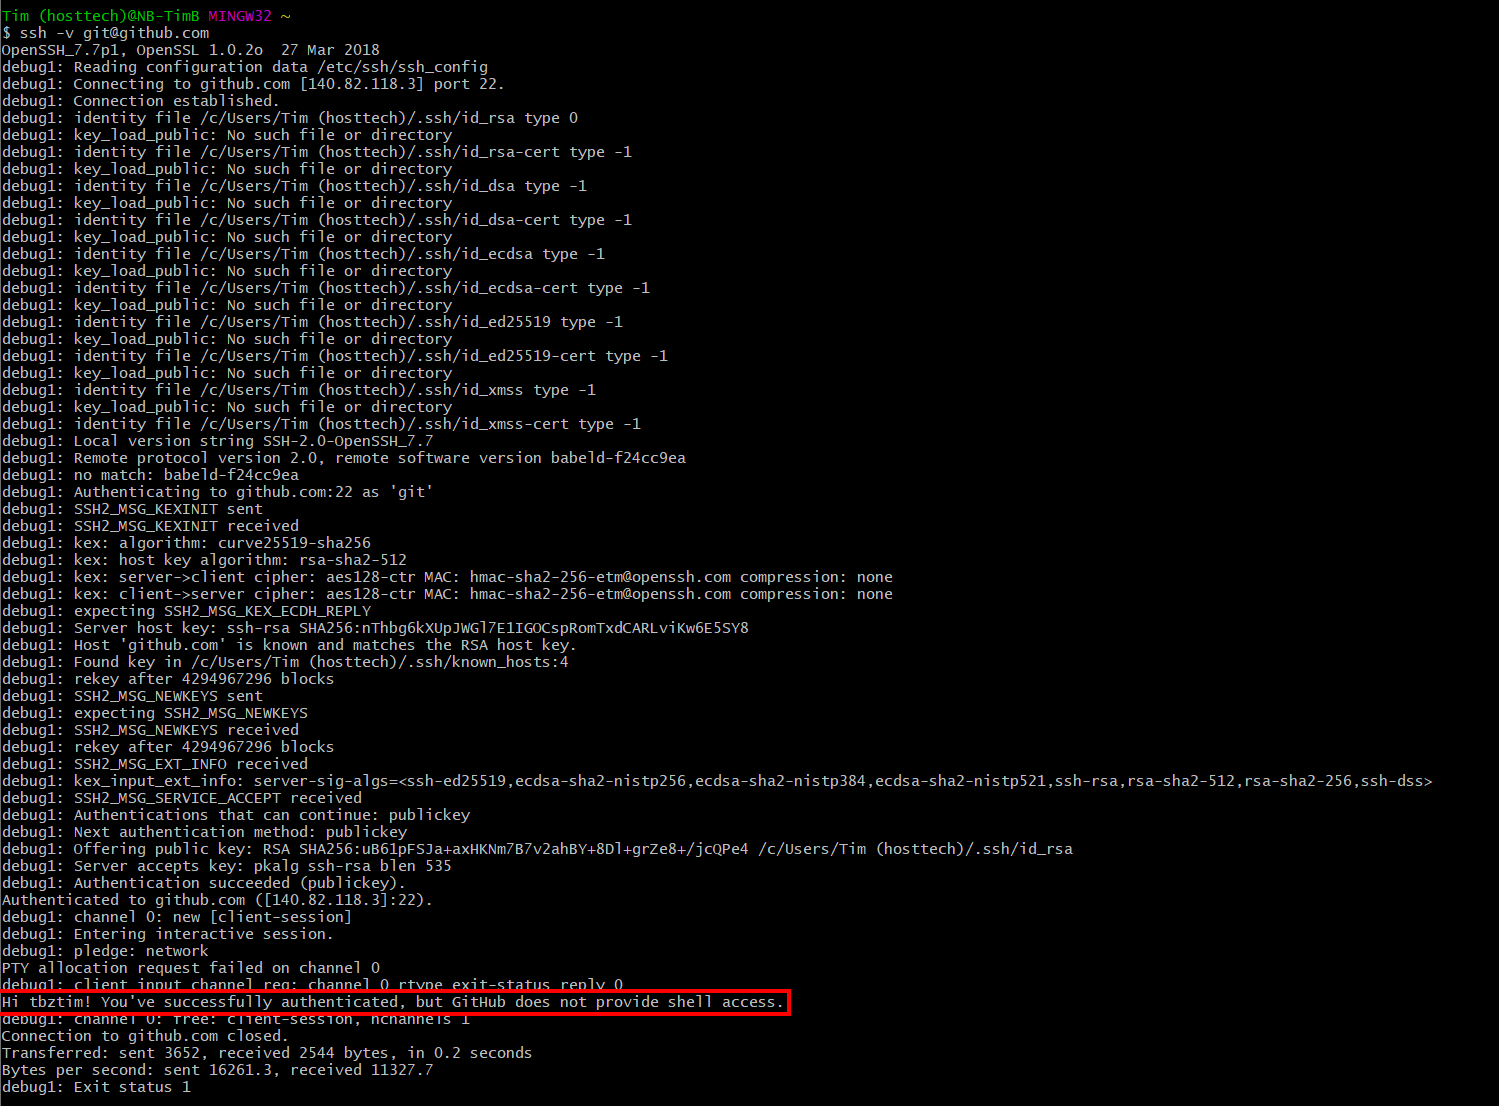 Tim (hosttech)@NB-TimB MINGW32 ~
$ ssh -v git@github.com
OpenSSH_7.7p1, OpenSSL 1.0.2o  27 Mar 2018
debug1: Reading configuration data /etc/ssh/ssh_config
debug1: Connecting to github.com [140.82.118.3] port 22.
debug1: Connection established.
debug1: identity file /c/Users/Tim (hosttech)/.ssh/id_rsa type 0
debug1: key_load_public: No such file or directory
debug1: identity file /c/Users/Tim (hosttech)/.ssh/id_rsa-cert type -1
debug1: key_load_public: No such file or directory
debug1: identity file /c/Users/Tim (hosttech)/.ssh/id_dsa type -1
debug1: key_load_public: No such file or directory
debug1: identity file /c/Users/Tim (hosttech)/.ssh/id_dsa-cert type -1
debug1: key_load_public: No such file or directory
debug1: identity file /c/Users/Tim (hosttech)/.ssh/id_ecdsa type -1
debug1: key_load_public: No such file or directory
debug1: identity file /c/Users/Tim (hosttech)/.ssh/id_ecdsa-cert type -1
debug1: key_load_public: No such file or directory
debug1: identity file /c/Users/Tim (hosttech)/.ssh/id_ed25519 type -1
debug1: key_load_public: No such file or directory
debug1: identity file /c/Users/Tim (hosttech)/.ssh/id_ed25519-cert type -1
debug1: key_load_public: No such file or directory
debug1: identity file /c/Users/Tim (hosttech)/.ssh/id_xmss type -1
debug1: key_load_public: No such file or directory
debug1: identity file /c/Users/Tim (hosttech)/.ssh/id_xmss-cert type -1
debug1: Local version string SSH-2.0-OpenSSH_7.7
debug1: Remote protocol version 2.0, remote software version babeld-f24cc9ea
debug1: no match: babeld-f24cc9ea
debug1: Authenticating to github.com:22 as 'git'
debug1: SSH2_MSG_KEXINIT sent
debug1: SSH2_MSG_KEXINIT received
debug1: kex: algorithm: curve25519-sha256
debug1: kex: host key algorithm: rsa-sha2-512
debug1: kex: server->client cipher: aes128-ctr MAC: hmac-sha2-256-etm@openssh.com compression: none
debug1: kex: client->server cipher: aes128-ctr MAC: hmac-sha2-256-etm@openssh.com compression: none
debug1: expecting SSH2_MSG_KEX_ECDH_REPLY
debug1: Server host key: ssh-rsa SHA256:nThbg6kXUpJWGl7E1IGOCspRomTxdCARLviKw6E5SY8
debug1: Host 'github.com' is known and matches the RSA host key.
debug1: Found key in /c/Users/Tim (hosttech)/.ssh/known_hosts:4
debug1: rekey after 4294967296 blocks
debug1: SSH2_MSG_NEWKEYS sent
debug1: expecting SSH2_MSG_NEWKEYS
debug1: SSH2_MSG_NEWKEYS received
debug1: rekey after 4294967296 blocks
debug1: SSH2_MSG_EXT_INFO received
debug1: kex_input_ext_info: server-sig-algs=<ssh-ed25519,ecdsa-sha2-nistp256,ecdsa-sha2-nistp384,ecdsa-sha2-nistp521,ssh-rsa,rsa-sha2-512,rsa-sha2-256,ssh-dss>
debug1: SSH2_MSG_SERVICE_ACCEPT received
debug1: Authentications that can continue: publickey
debug1: Next authentication method: publickey
debug1: Offering public key: RSA SHA256:uB61pFSJa+axHKNm7B7v2ahBY+8Dl+grZe8+/jcQPe4 /c/Users/Tim (hosttech)/.ssh/id_rsa
debug1: Server accepts key: pkalg ssh-rsa blen 535
debug1: Authentication succeeded (publickey).
Authenticated to github.com ([140.82.118.3]:22).
debug1: channel 0: new [client-session]
debug1: Entering interactive session.
debug1: pledge: network
PTY allocation request failed on channel 0
debug1: client_input_channel_req: channel 0 rtype exit-status reply 0
Hi tbztim! You've successfully authenticated, but GitHub does not provide shell access.
debug1: channel 0: free: client-session, nchannels 1
Connection to github.com closed.
Transferred: sent 3652, received 2544 bytes, in 0.2 seconds
Bytes per second: sent 16261.3, received 11327.7
debug1: Exit status 1